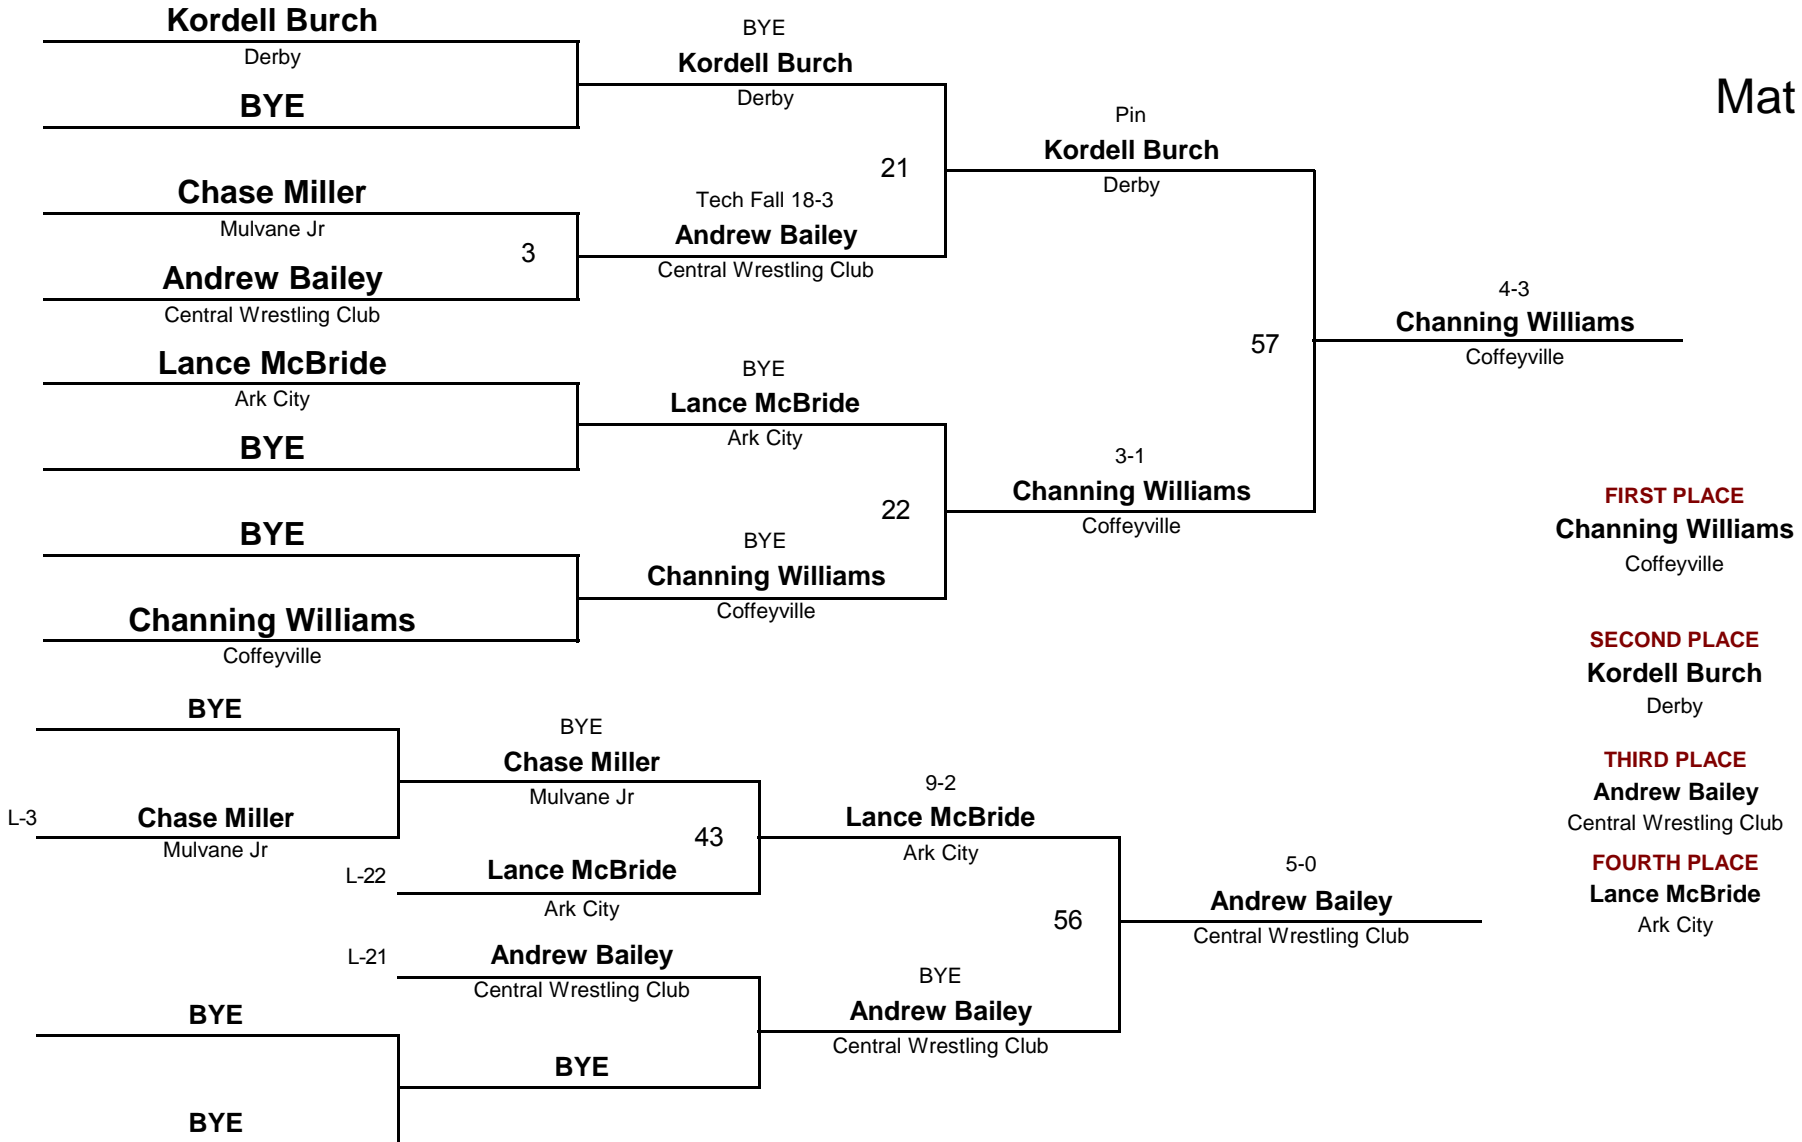 Kordell Burch
Derby
BYE
BYE
Kordell Burch
Derby
Mat
Chase Miller
Mulvane Jr
3
Andrew Bailey
Central Wrestling Club
Tech Fall 18-3
Andrew Bailey
Central Wrestling Club
21
Pin
Kordell Burch
Derby
Lance McBride
Ark City
BYE
BYE
Lance McBride
Ark City
BYE
Channing Williams
Coffeyville
BYE
Channing Williams
Coffeyville
22
3-1
Channing Williams
Coffeyville
57
4-3
Channing Williams
Coffeyville
FIRST PLACE
Channing Williams
Coffeyville
SECOND PLACE
Kordell Burch
Derby
THIRD PLACE
Andrew Bailey
Central Wrestling Club
FOURTH PLACE
Lance McBride
Ark City
BYE
L-3
Chase Miller
Mulvane Jr
BYE
Chase Miller
Mulvane Jr
43
L-22
Lance McBride
Ark City
9-2
Lance McBride
Ark City
L-21
Andrew Bailey
Central Wrestling Club
BYE
BYE
BYE
BYE
Andrew Bailey
Central Wrestling Club
56
5-0
Andrew Bailey
Central Wrestling Club